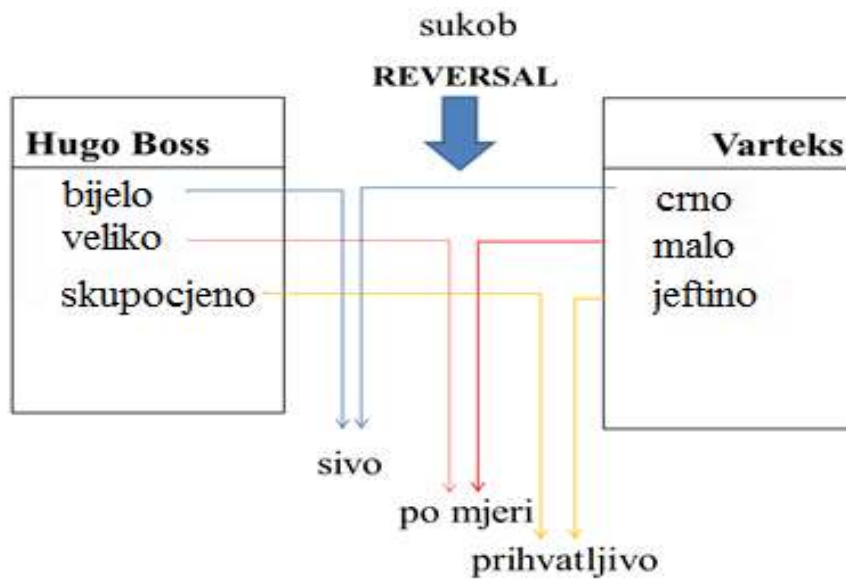 sukob
REVERSAL
Hugo Boss
bijelo
veliko
skupocjeno
Varteks
crno
malo
jeftino
sivo
po mjeri
prihvatljivo